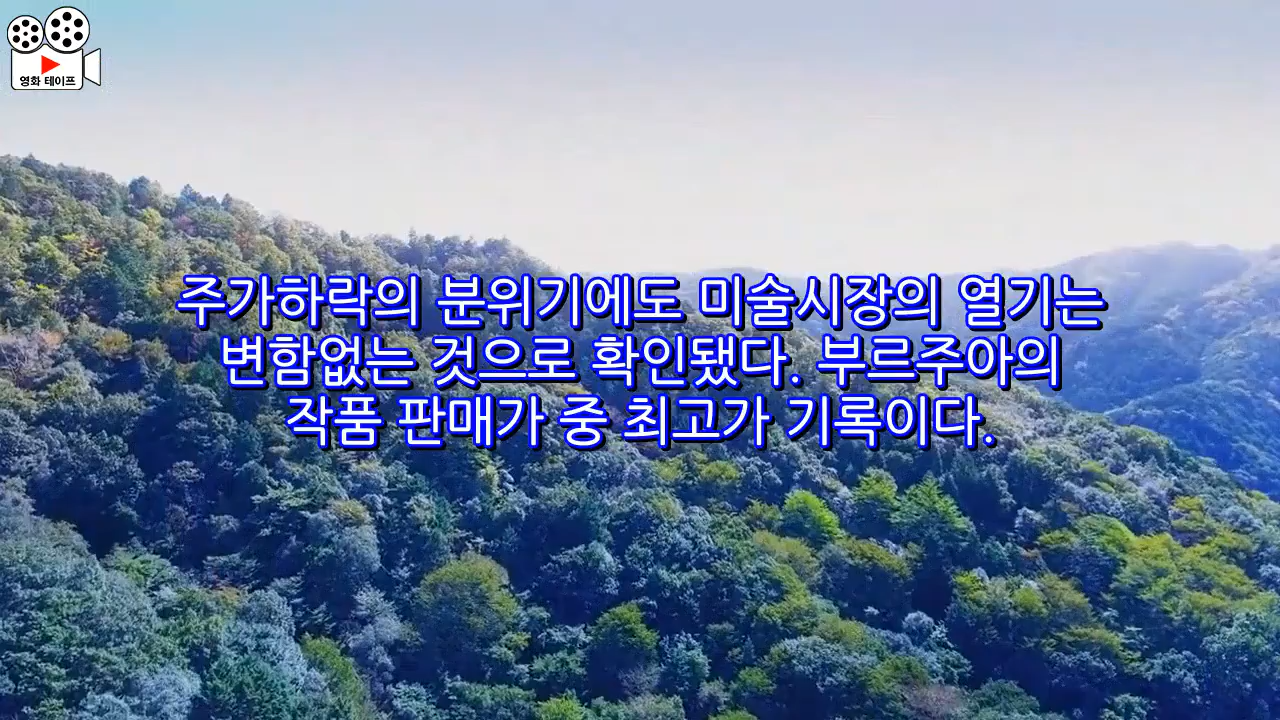 영화 테이프
주가하락의 분위기에도 미술시장의 열기는
변함없는 것으로 확인됐다. 부르주아의
작품 판매가 중 최고가 기록이다.